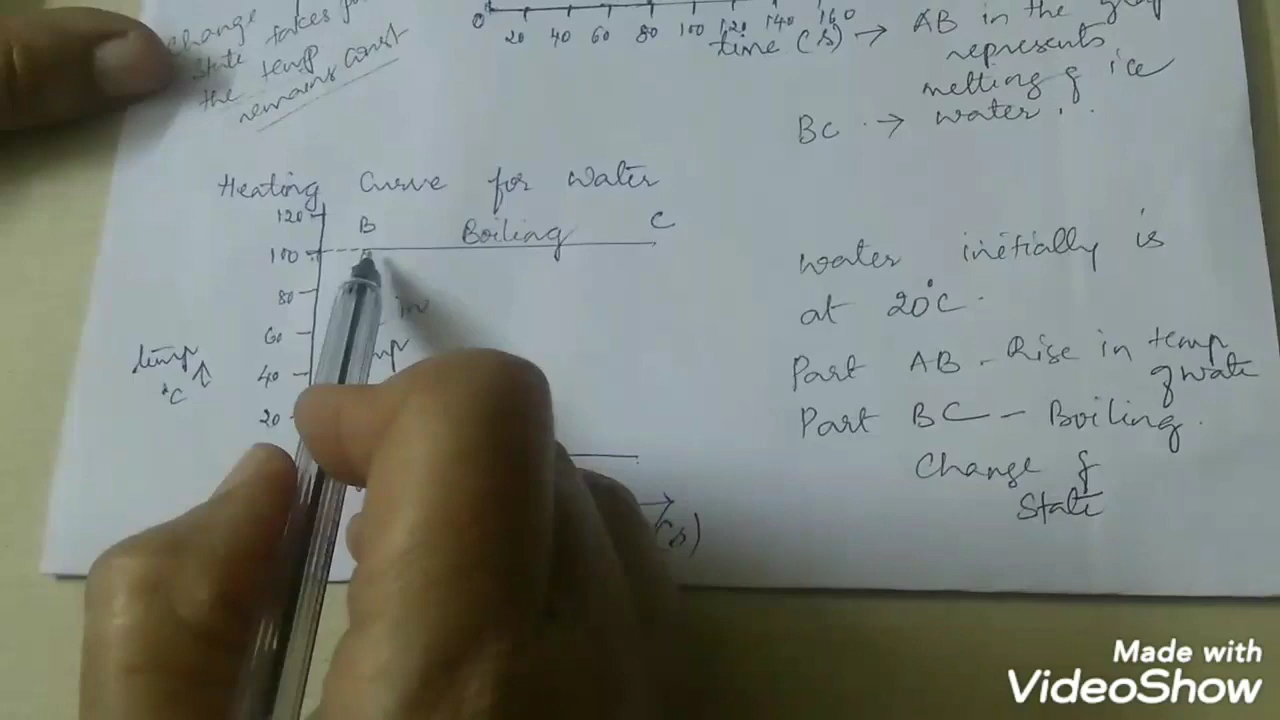 change
state takes
the temp
remains const
0 20 40 60 80 100 120 140 160
time (s)
→ AB in the
represents
melting of ice
BC → water.
Heating Curve for water
120
100
80
60
40
20
temp
°C
B Boiling C
in
(s)
water initially is
at 20°C.
Part AB - Rise in temp
of wate
Part BC - Boiling.
Change of
State
Made with
VideoShow